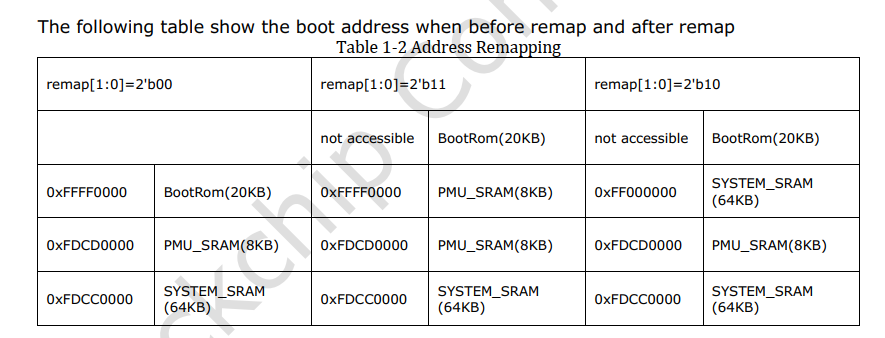 The following table show the boot address when before remap and after remap
Table 1-2 Address Remapping
remap[1:0]=2'b00 remap[1:0]=2'b11 remap[1:0]=2'b10
not accessible BootRom(20KB) not accessible BootRom(20KB)
0xFFFF0000 BootRom(20KB) 0xFFFF0000 PMU_SRAM(8KB) 0xFF000000 SYSTEM_SRAM
(64KB)
0xFDCD0000 PMU_SRAM(8KB) 0xFDCD0000 PMU_SRAM(8KB) 0xFDCD0000 PMU_SRAM(8KB)
0xFDCC0000 SYSTEM_SRAM 0xFDCC0000 SYSTEM_SRAM 0xFDCC0000 SYSTEM_SRAM
(64KB) (64KB) (64KB)